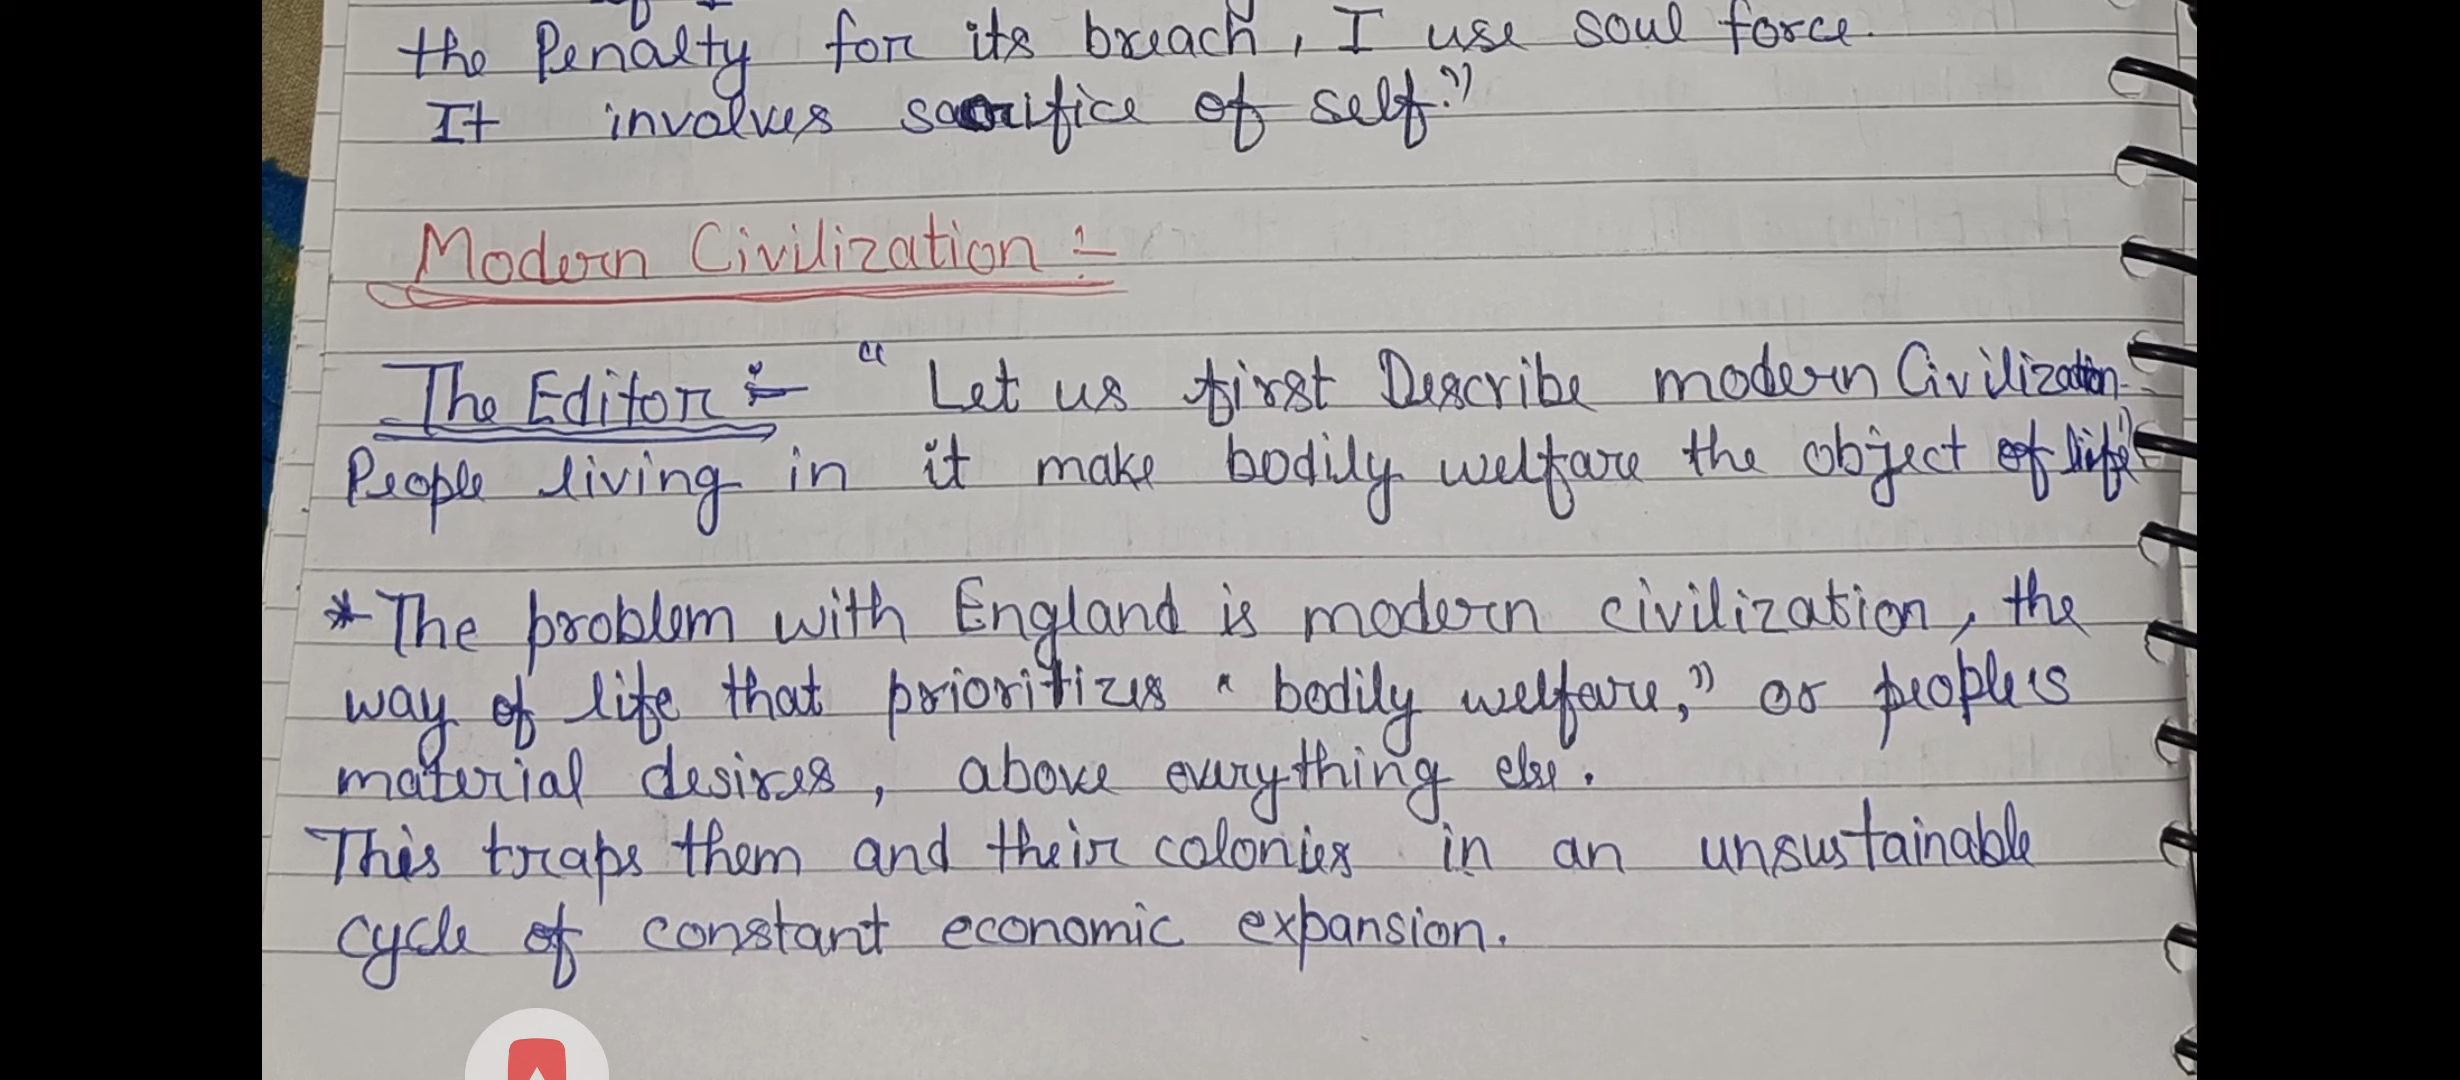 the Penalty for its breach, I use soul force.
It involves sacrifice of self."
Modern Civilization :-
The Editor :- "Let us first Describe modern Civilization
People living in it make bodily welfare the object of life"
* The problem with England is modern civilization, the
way of life that prioritizes "bodily welfare," or people's
material desires, above everything else.
This traps them and their colonies in an unsustainable
cycle of constant economic expansion.